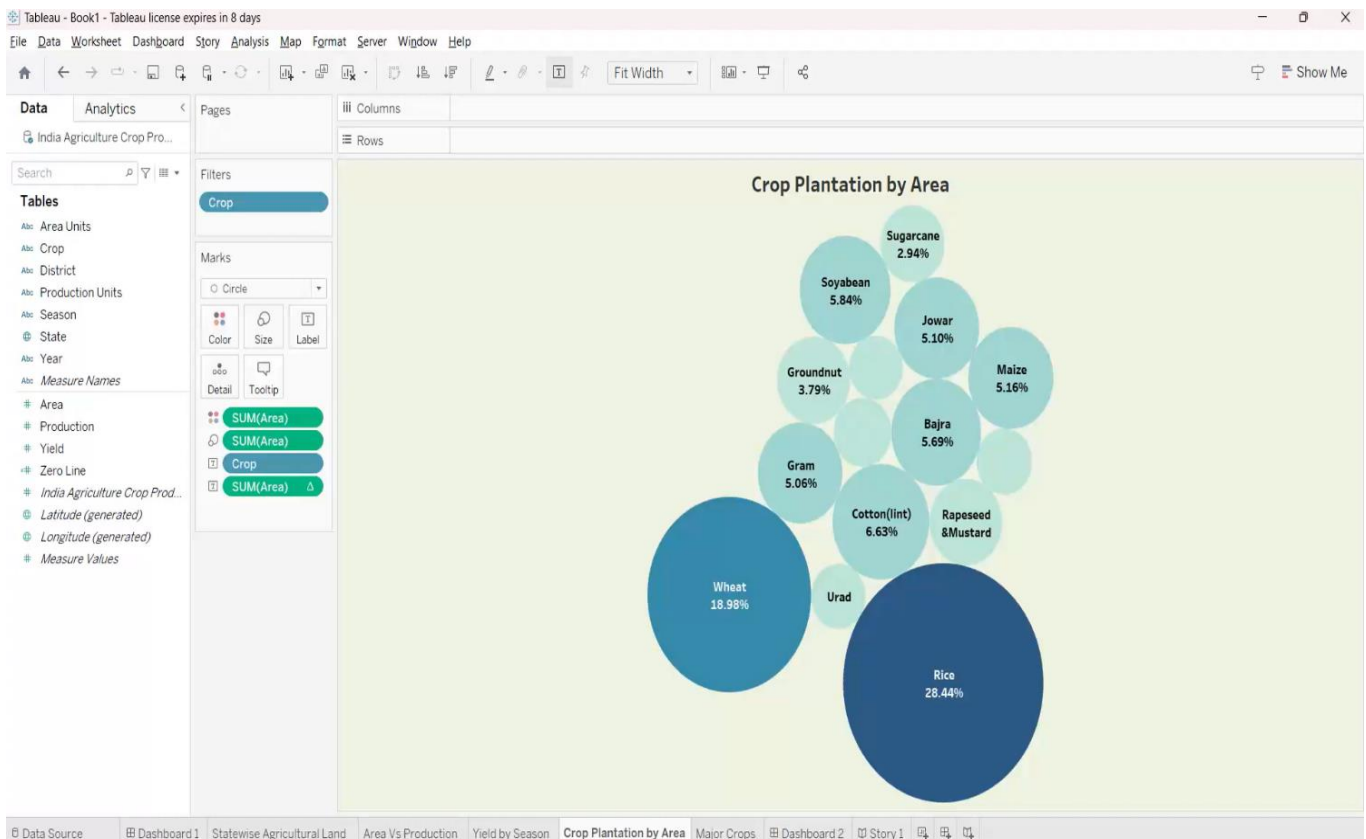 Tableau - Book1 - Tableau license expires in 8 days
File Data Worksheet Dashboard Story Analysis Map Format Server Window Help
Fit Width
Show Me
Data Analytics
India Agriculture Crop Pro...
Search
Tables
Abc Area Units
Abc Crop
Abc District
Abc Production Units
Abc Season
State
Abc Year
Abc Measure Names
# Area
# Production
# Yield
=# Zero Line
# India Agriculture Crop Prod...
Latitude (generated)
Longitude (generated)
# Measure Values
Pages
Filters
Crop
Marks
Circle
Color Size Label
Detail Tooltip
SUM(Area)
SUM(Area)
Crop
SUM(Area) Δ
Columns
Rows
Crop Plantation by Area
Sugarcane
2.94%
Soyabean
5.84%
Jowar
5.10%
Groundnut
3.79%
Maize
5.16%
Bajra
5.69%
Gram
5.06%
Cotton(lint)
6.63%
Rapeseed
&Mustard
Wheat
18.98%
Urad
Rice
28.44%
Data Source Dashboard 1 Statewise Agricultural Land Area Vs Production Yield by Season Crop Plantation by Area Major Crops Dashboard 2 Story 1